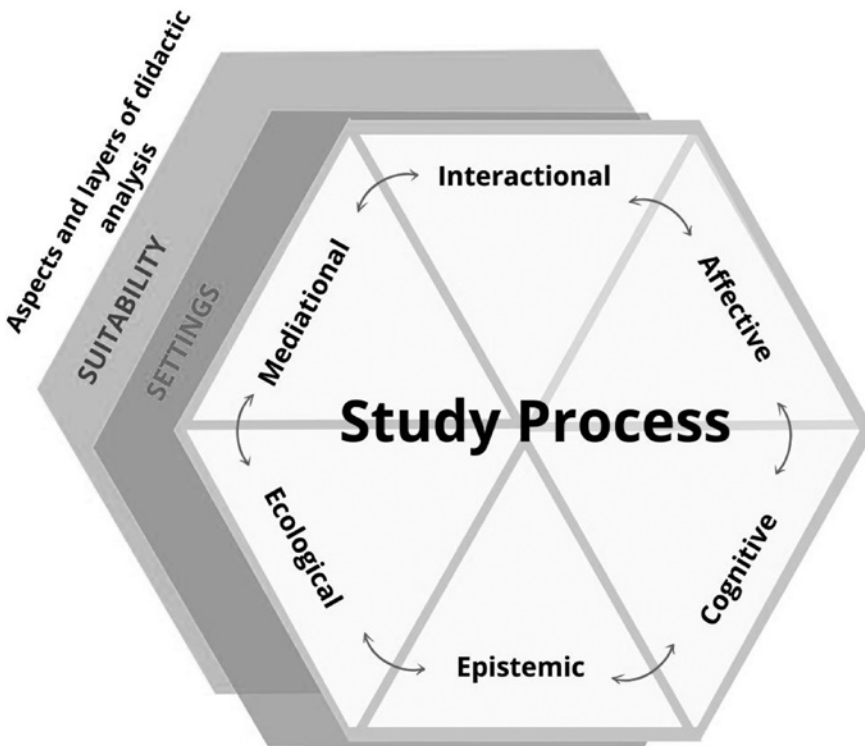 Aspects and layers of didactic
analysis
SUITABILITY
SETTINGS
Interactional
Mediational
Affective
Study Process
Ecological
Cognitive
Epistemic